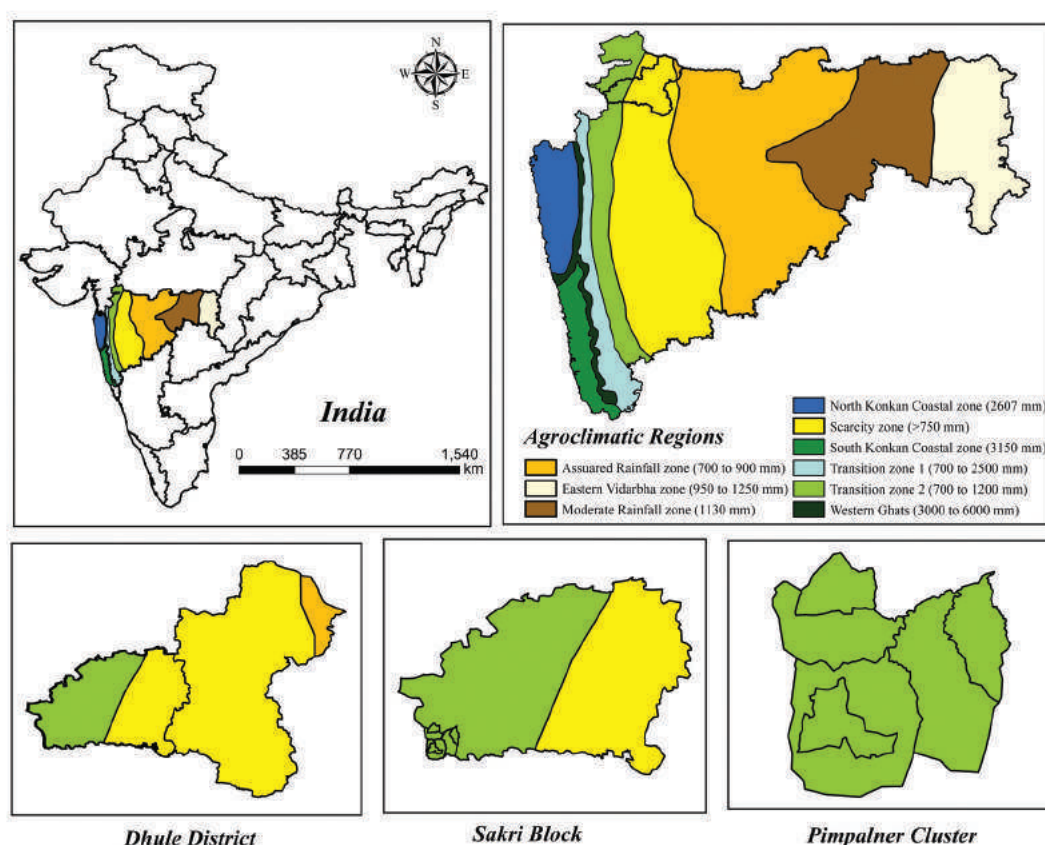 N
W E
S
India
0 385 770 1,540
km
Agroclimatic Regions
Assuared Rainfall zone (700 to 900 mm)
Eastern Vidarbha zone (950 to 1250 mm)
Moderate Rainfall zone (1130 mm)
North Konkan Coastal zone (2607 mm)
Scarcity zone (>750 mm)
South Konkan Coastal zone (3150 mm)
Transition zone 1 (700 to 2500 mm)
Transition zone 2 (700 to 1200 mm)
Western Ghats (3000 to 6000 mm)
Dhule District
Sakri Block
Pimpalner Cluster